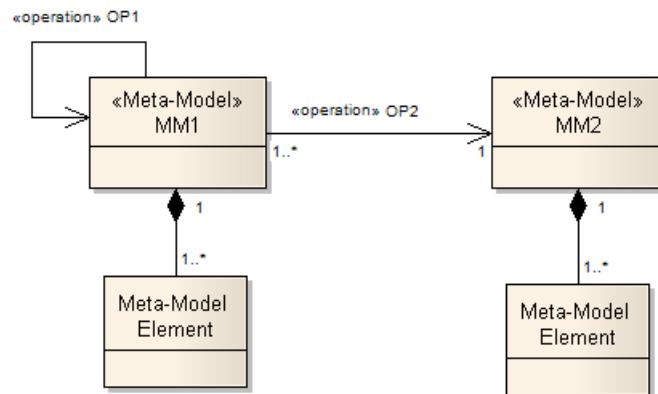 «operation» OP1
«Meta-Model»
MM1
«operation» OP2
«Meta-Model»
MM2
1..*
1
1
1
1..*
1..*
Meta-Model
Element
Meta-Model
Element